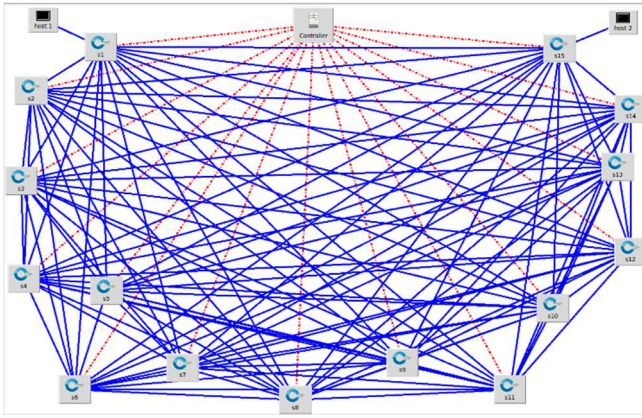 host 1
Controller
host 2
s1
s15
s2
s14
s13
s3
s12
s4
s5
s10
s9
s7
s6
s11
s8